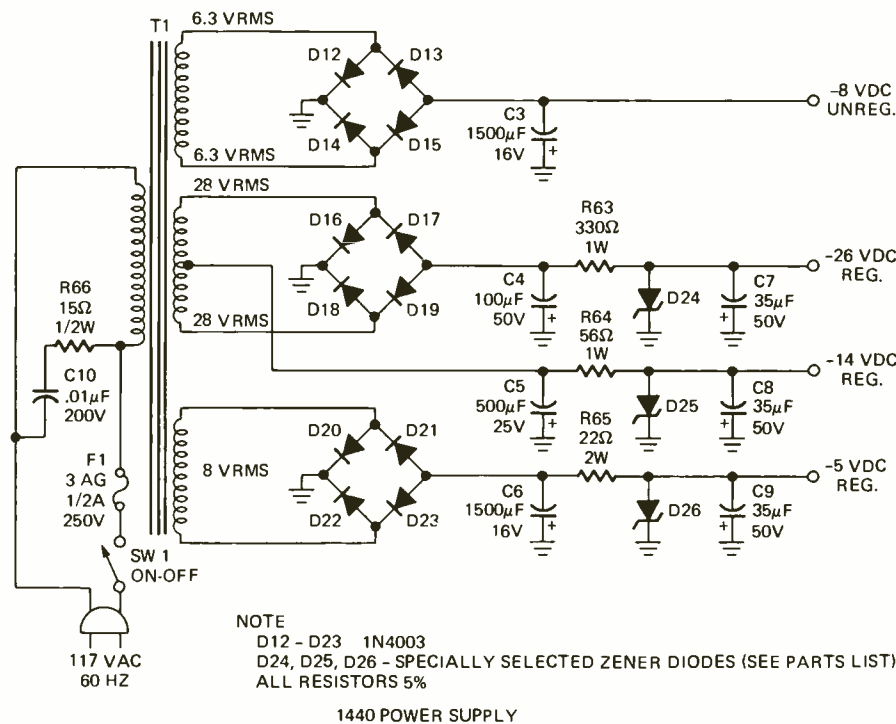 T1
6.3 VRMS
D12
D13
D14
D15
6.3 VRMS
C3
1500µF
16V
+
–8 VDC
UNREG.
28 VRMS
D16
D17
D18
D19
28 VRMS
C4
100µF
50V
+
R63
330Ω
1W
D24
C7
35µF
50V
+
–26 VDC
REG.
R66
15Ω
1/2W
C10
.01µF
200V
C5
500µF
25V
+
R64
56Ω
1W
D25
C8
35µF
50V
+
–14 VDC
REG.
8 VRMS
D20
D21
D22
D23
C6
1500µF
16V
+
R65
22Ω
2W
D26
C9
35µF
50V
+
–5 VDC
REG.
F1
3 AG
1/2A
250V
SW 1
ON-OFF
117 VAC
60 HZ
NOTE
D12 – D23 1N4003
D24, D25, D26 – SPECIALLY SELECTED ZENER DIODES (SEE PARTS LIST)
ALL RESISTORS 5%
1440 POWER SUPPLY